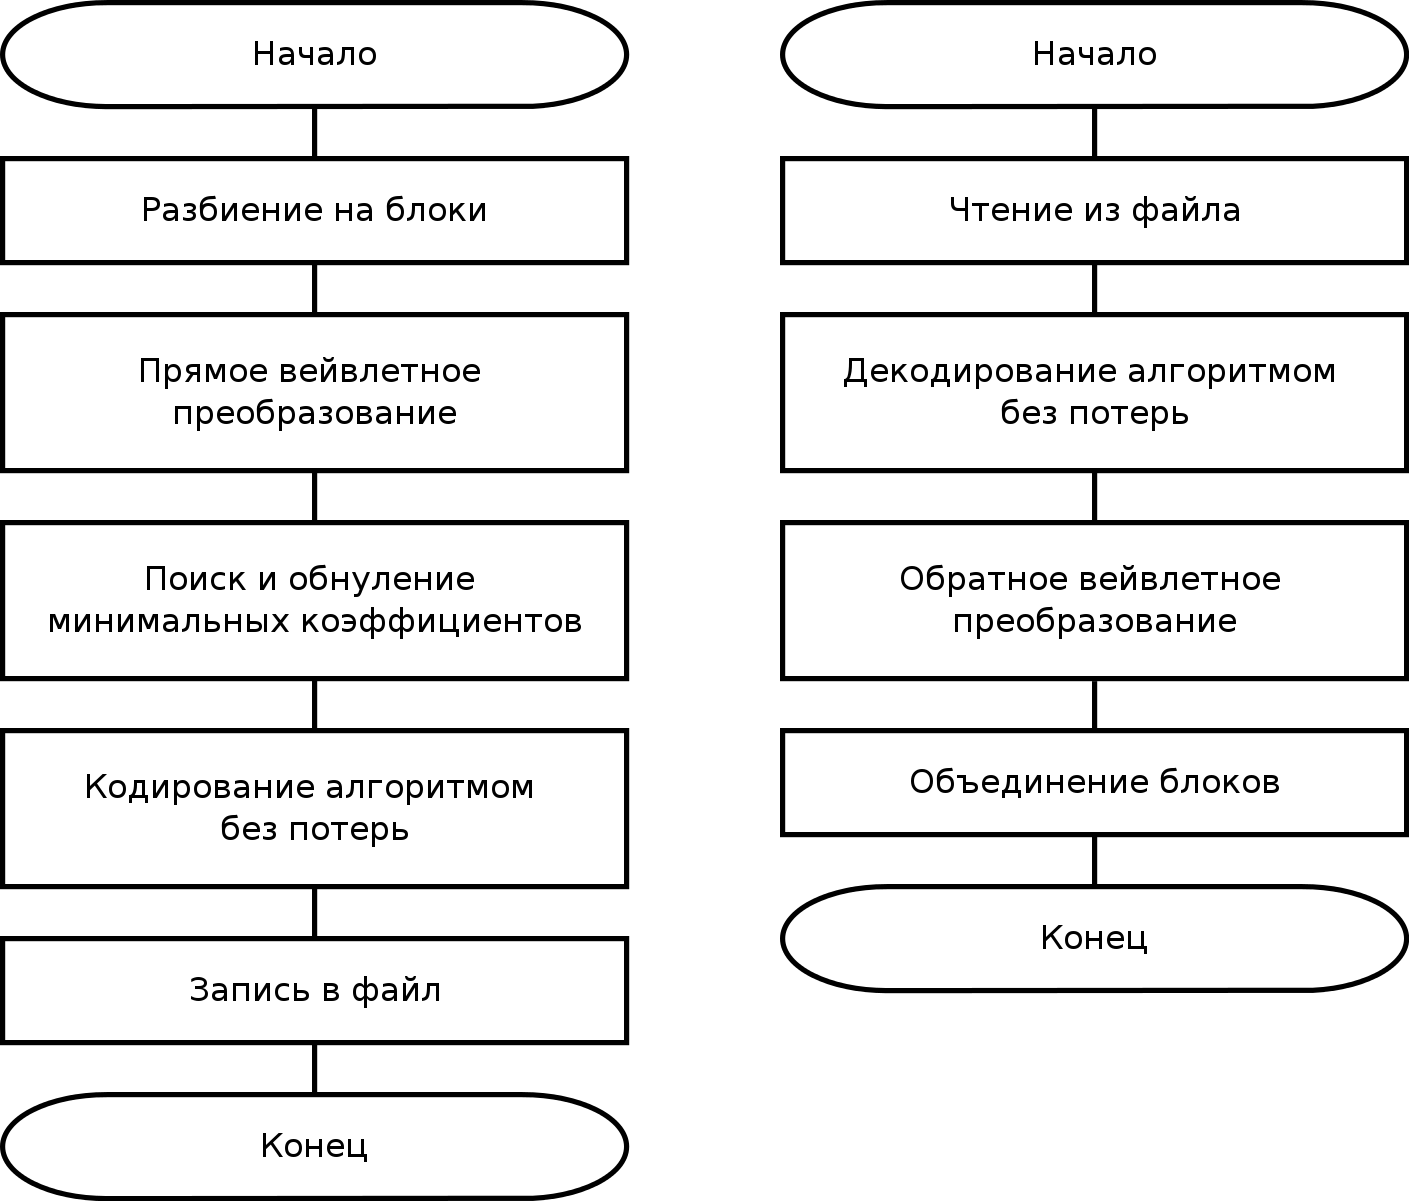 Начало
Разбиение на блоки
Прямое вейвлетное
преобразование
Поиск и обнуление
минимальных коэффициентов
Кодирование алгоритмом
без потерь
Запись в файл
Конец
Начало
Чтение из файла
Декодирование алгоритмом
без потерь
Обратное вейвлетное
преобразование
Объединение блоков
Конец